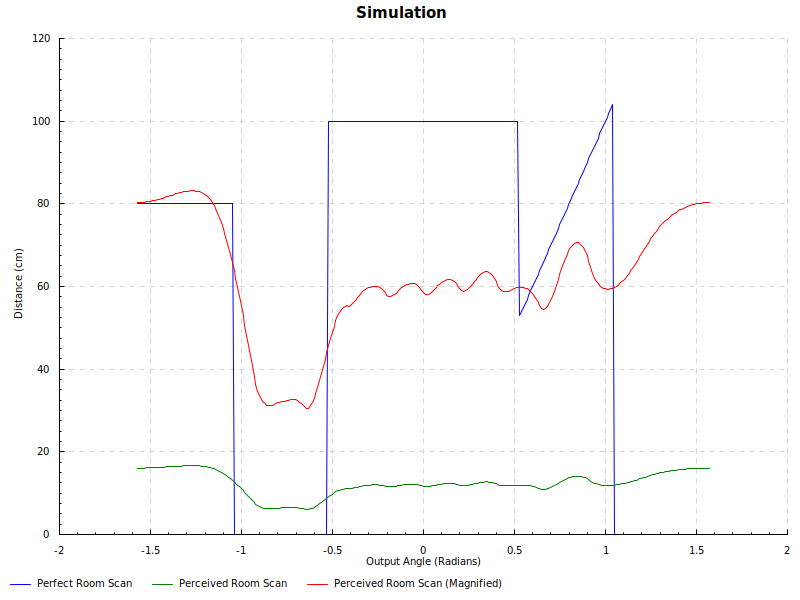 Simulation
120
100
80
60
40
20
0
Distance (cm)
-2 -1.5 -1 -0.5 0 0.5 1 1.5 2
Output Angle (Radians)
Perfect Room Scan Perceived Room Scan Perceived Room Scan (Magnified)